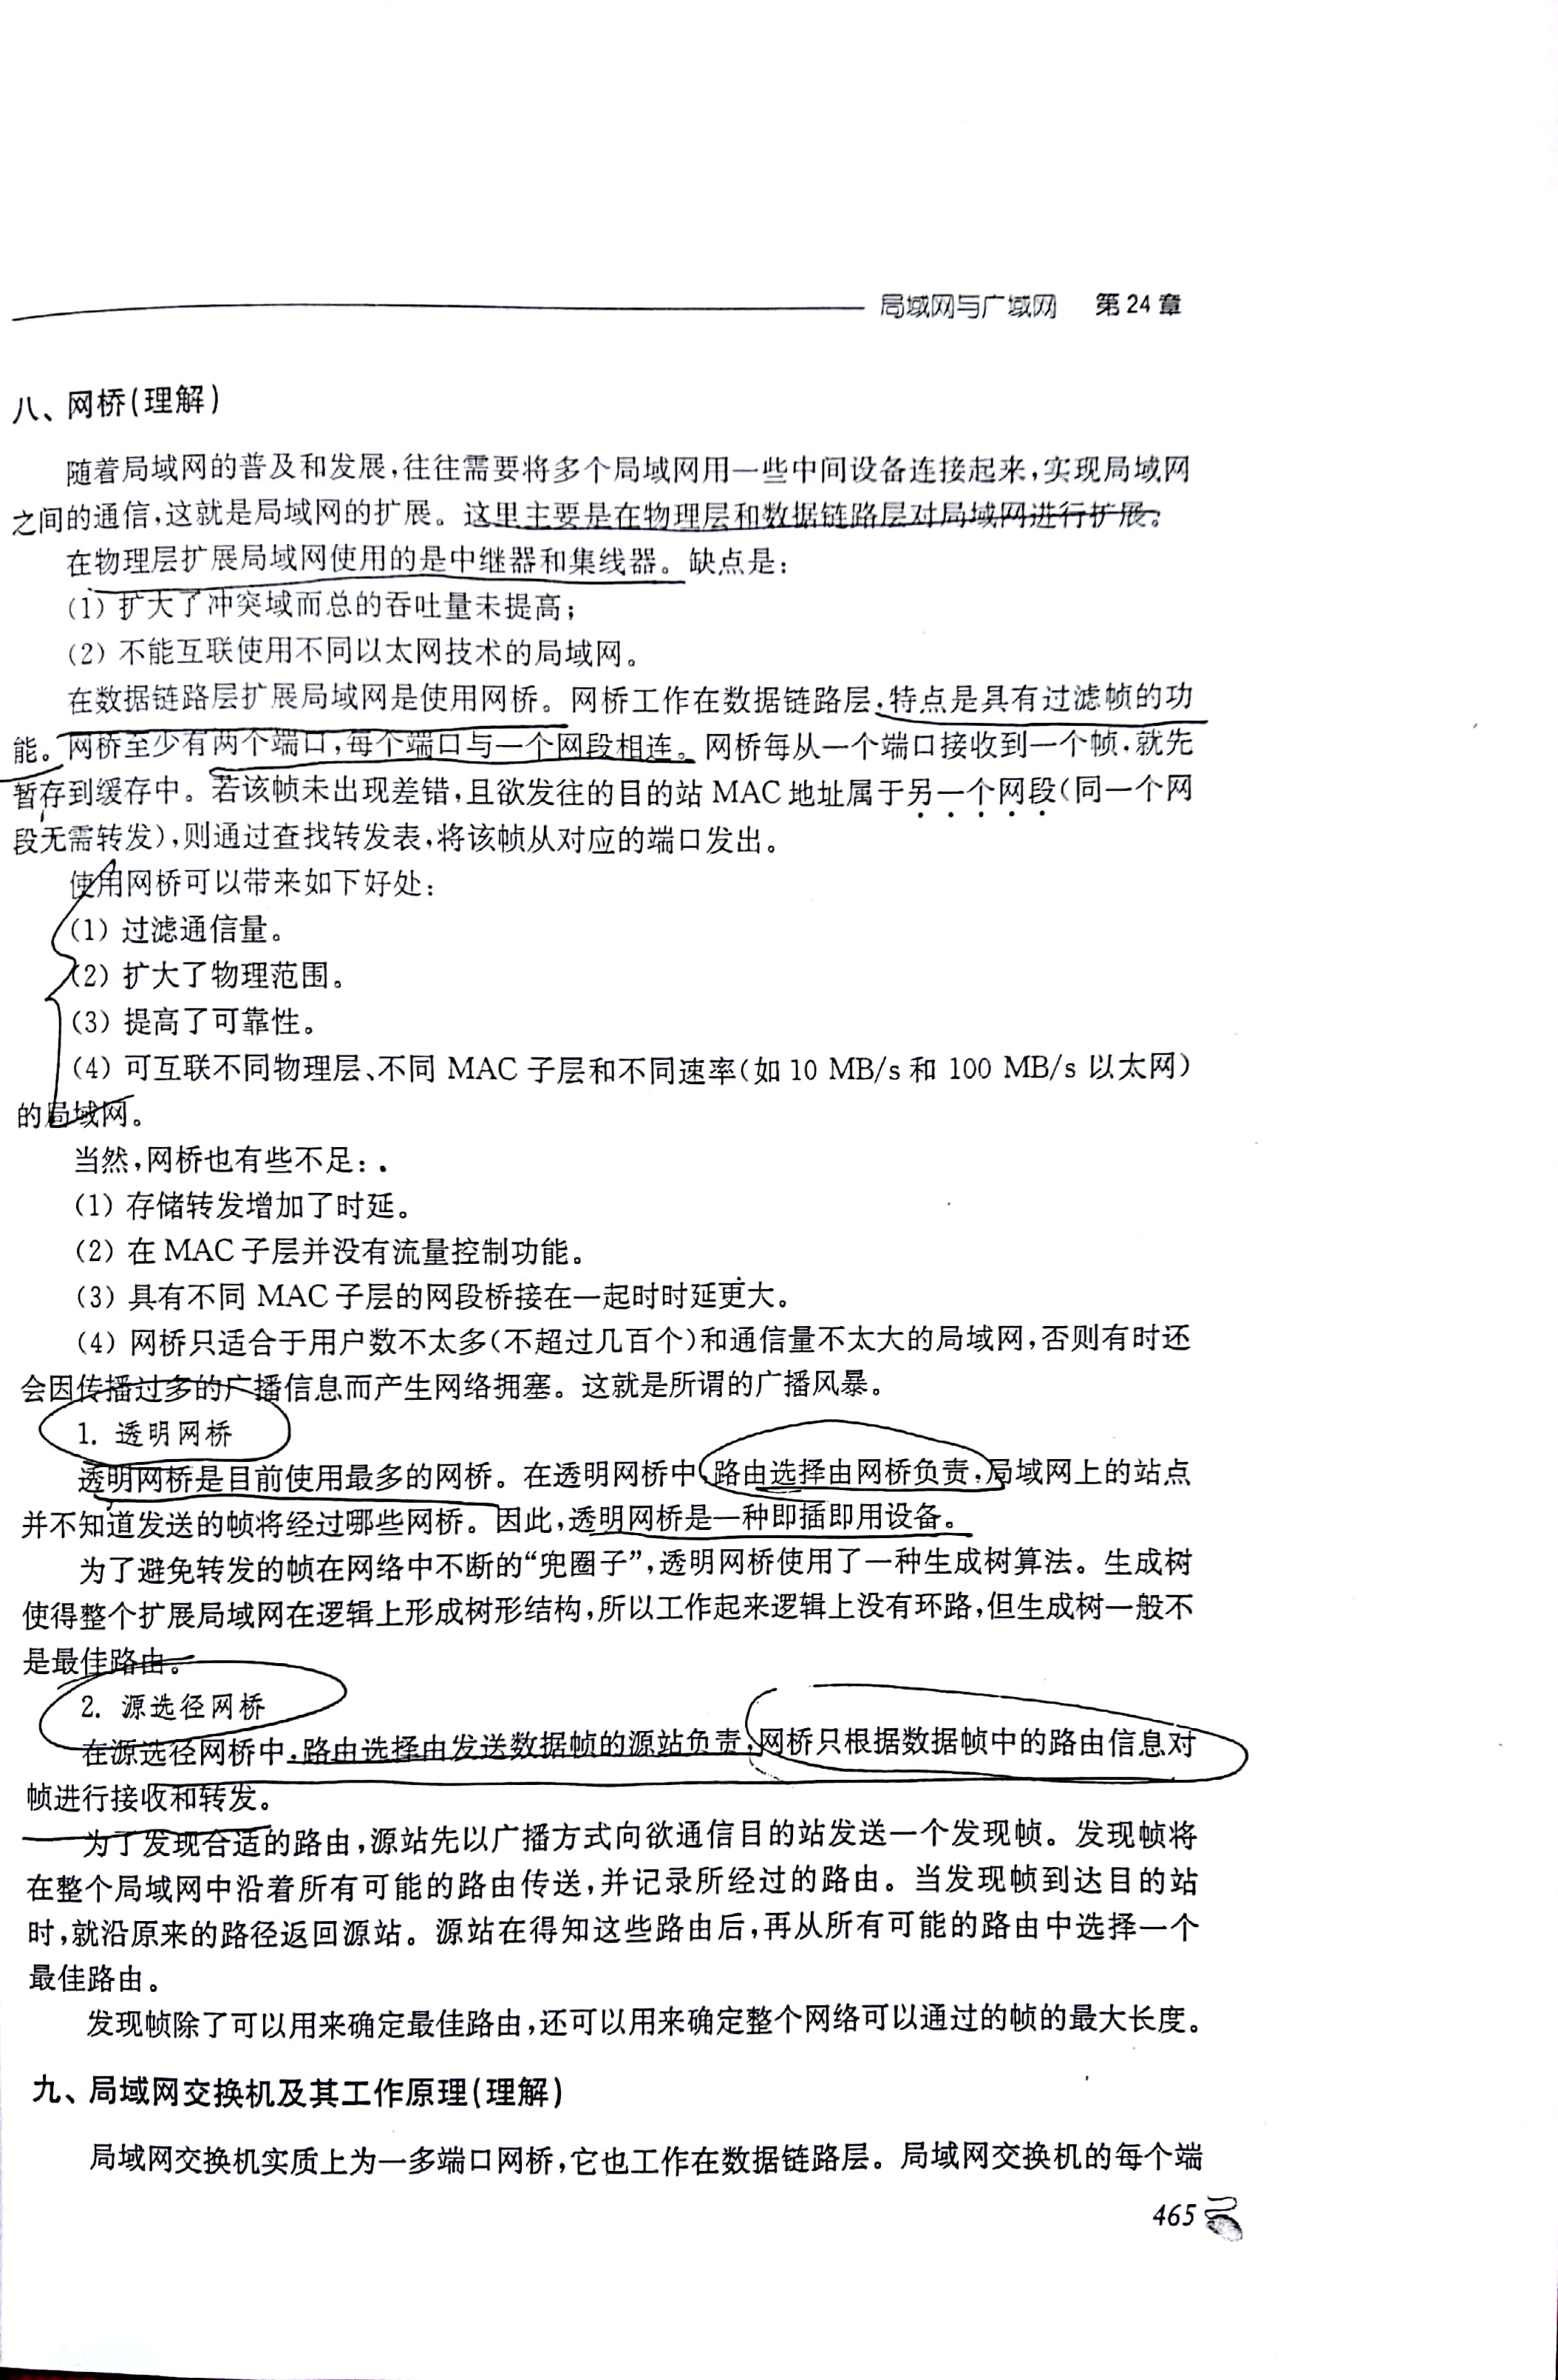 局域网与广域网 第24章
八、网桥(理解)
随着局域网的普及和发展,往往需要将多个局域网用一些中间设备连接起来,实现局域网
之间的通信,这就是局域网的扩展。这里主要是在物理层和数据链路层对局域网进行扩展。
在物理层扩展局域网使用的是中继器和集线器。缺点是:
(1) 扩大了冲突域而总的吞吐量未提高;
(2) 不能互联使用不同以太网技术的局域网。
在数据链路层扩展局域网是使用网桥。网桥工作在数据链路层,特点是具有过滤帧的功
能。网桥至少有两个端口,每个端口与一个网段相连。网桥每从一个端口接收到一个帧,就先
暂存到缓存中。若该帧未出现差错,且欲发往的目的站 MAC 地址属于另一个网段(同一个网
段无需转发),则通过查找转发表,将该帧从对应的端口发出。
使用网桥可以带来如下好处:
(1) 过滤通信量。
(2) 扩大了物理范围。
(3) 提高了可靠性。
(4) 可互联不同物理层、不同 MAC 子层和不同速率(如 10 MB/s 和 100 MB/s 以太网)
的局域网。
当然,网桥也有些不足:
(1) 存储转发增加了时延。
(2) 在 MAC 子层并没有流量控制功能。
(3) 具有不同 MAC 子层的网段桥接在一起时时延更大。
(4) 网桥只适合于用户数不太多(不超过几百个)和通信量不太大的局域网,否则有时还
会因传播过多的广播信息而产生网络拥塞。这就是所谓的广播风暴。
1. 透明网桥
透明网桥是目前使用最多的网桥。在透明网桥中,路由选择由网桥负责,局域网上的站点
并不知道发送的帧将经过哪些网桥。因此,透明网桥是一种即插即用设备。
为了避免转发的帧在网络中不断的“兜圈子”,透明网桥使用了一种生成树算法。生成树
使得整个扩展局域网在逻辑上形成树形结构,所以工作起来逻辑上没有环路,但生成树一般不
是最佳路由。
2. 源选径网桥
在源选径网桥中,路由选择由发送数据帧的源站负责,网桥只根据数据帧中的路由信息对
帧进行接收和转发。
为了发现合适的路由,源站先以广播方式向欲通信目的站发送一个发现帧。发现帧将
在整个局域网中沿着所有可能的路由传送,并记录所经过的路由。当发现帧到达目的站
时,就沿原来的路径返回源站。源站在得知这些路由后,再从所有可能的路由中选择一个
最佳路由。
发现帧除了可以用来确定最佳路由,还可以用来确定整个网络可以通过的帧的最大长度。
九、局域网交换机及其工作原理(理解)
局域网交换机实质上为一多端口网桥,它也工作在数据链路层。局域网交换机的每个端
465